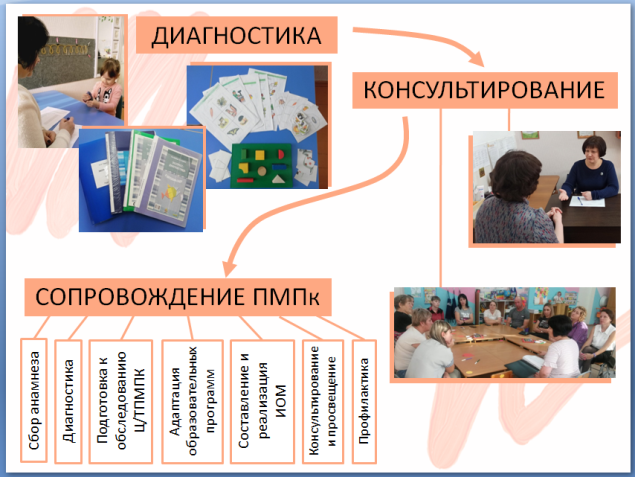 ДИАГНОСТИКА
КОНСУЛЬТИРОВАНИЕ
СОПРОВОЖДЕНИЕ ПМПк
Сбор анамнеза
Диагностика
Подготовка к
обследованию
Ц/ТПМПК
Адаптация
образовательных
программ
Составление и
реализация
ИОМ
Консультирование
и просвещение
Профилактика